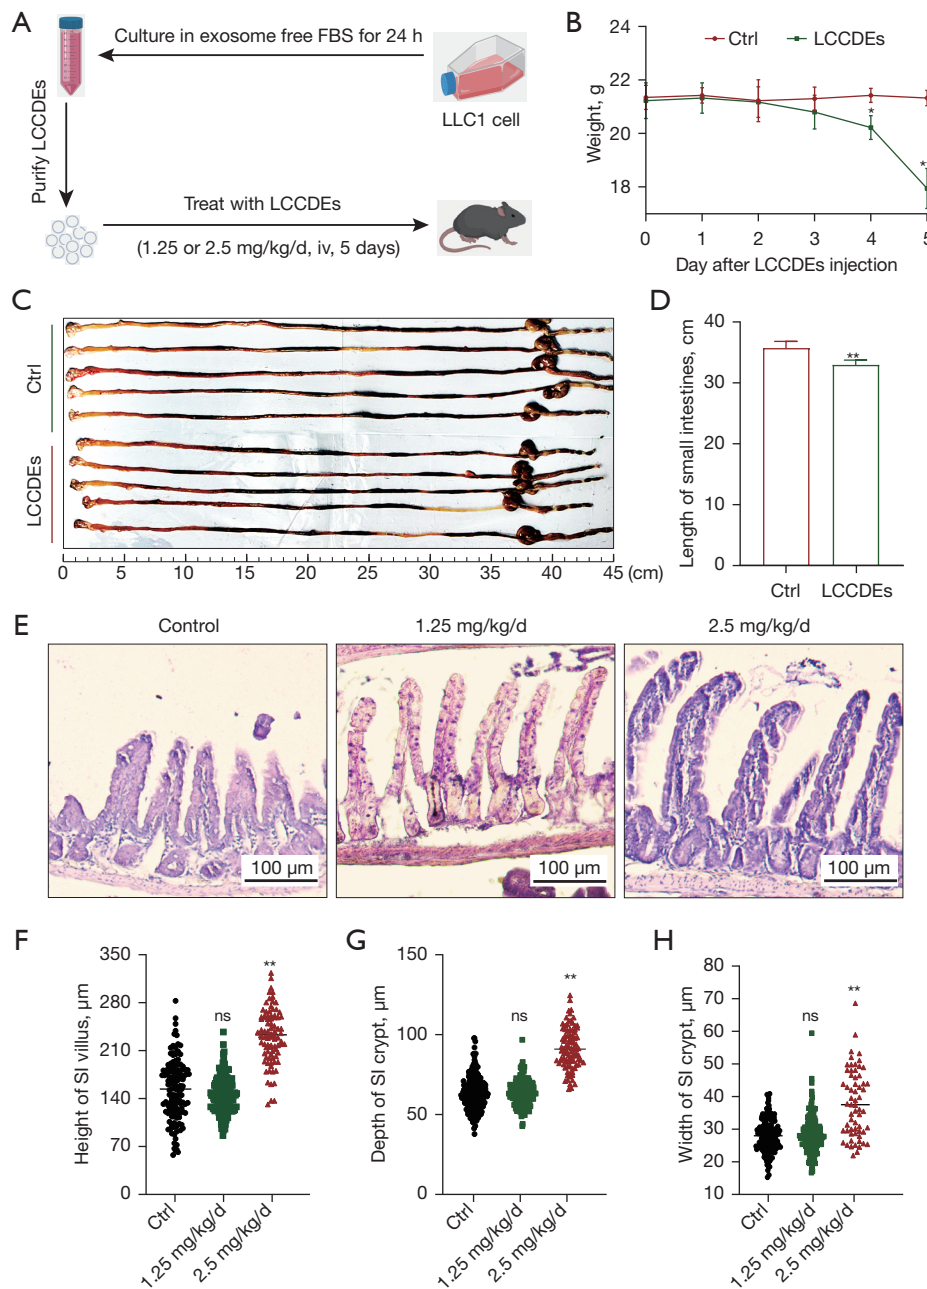 A
Culture in exosome free FBS for 24 h
LLC1 cell
Purify LCCDEs
Treat with LCCDEs
(1.25 or 2.5 mg/kg/d, iv, 5 days)
B
Ctrl
LCCDEs
Weight, g
24
22
20
18
*
**
0 1 2 3 4 5
Day after LCCDEs injection
C
Ctrl
LCCDEs
0 5 10 15 20 25 30 35 40 45 (cm)
D
Length of small intestines, cm
40
30
20
10
0
**
Ctrl LCCDEs
E
Control
1.25 mg/kg/d
2.5 mg/kg/d
100 µm
100 µm
100 µm
F
Height of SI villus, µm
350
280
210
140
70
0
ns
**
Ctrl
1.25 mg/kg/d
2.5 mg/kg/d
G
Depth of SI crypt, µm
150
100
50
0
ns
**
Ctrl
1.25 mg/kg/d
2.5 mg/kg/d
H
Width of SI crypt, µm
80
70
60
50
40
30
20
10
ns
**
Ctrl
1.25 mg/kg/d
2.5 mg/kg/d